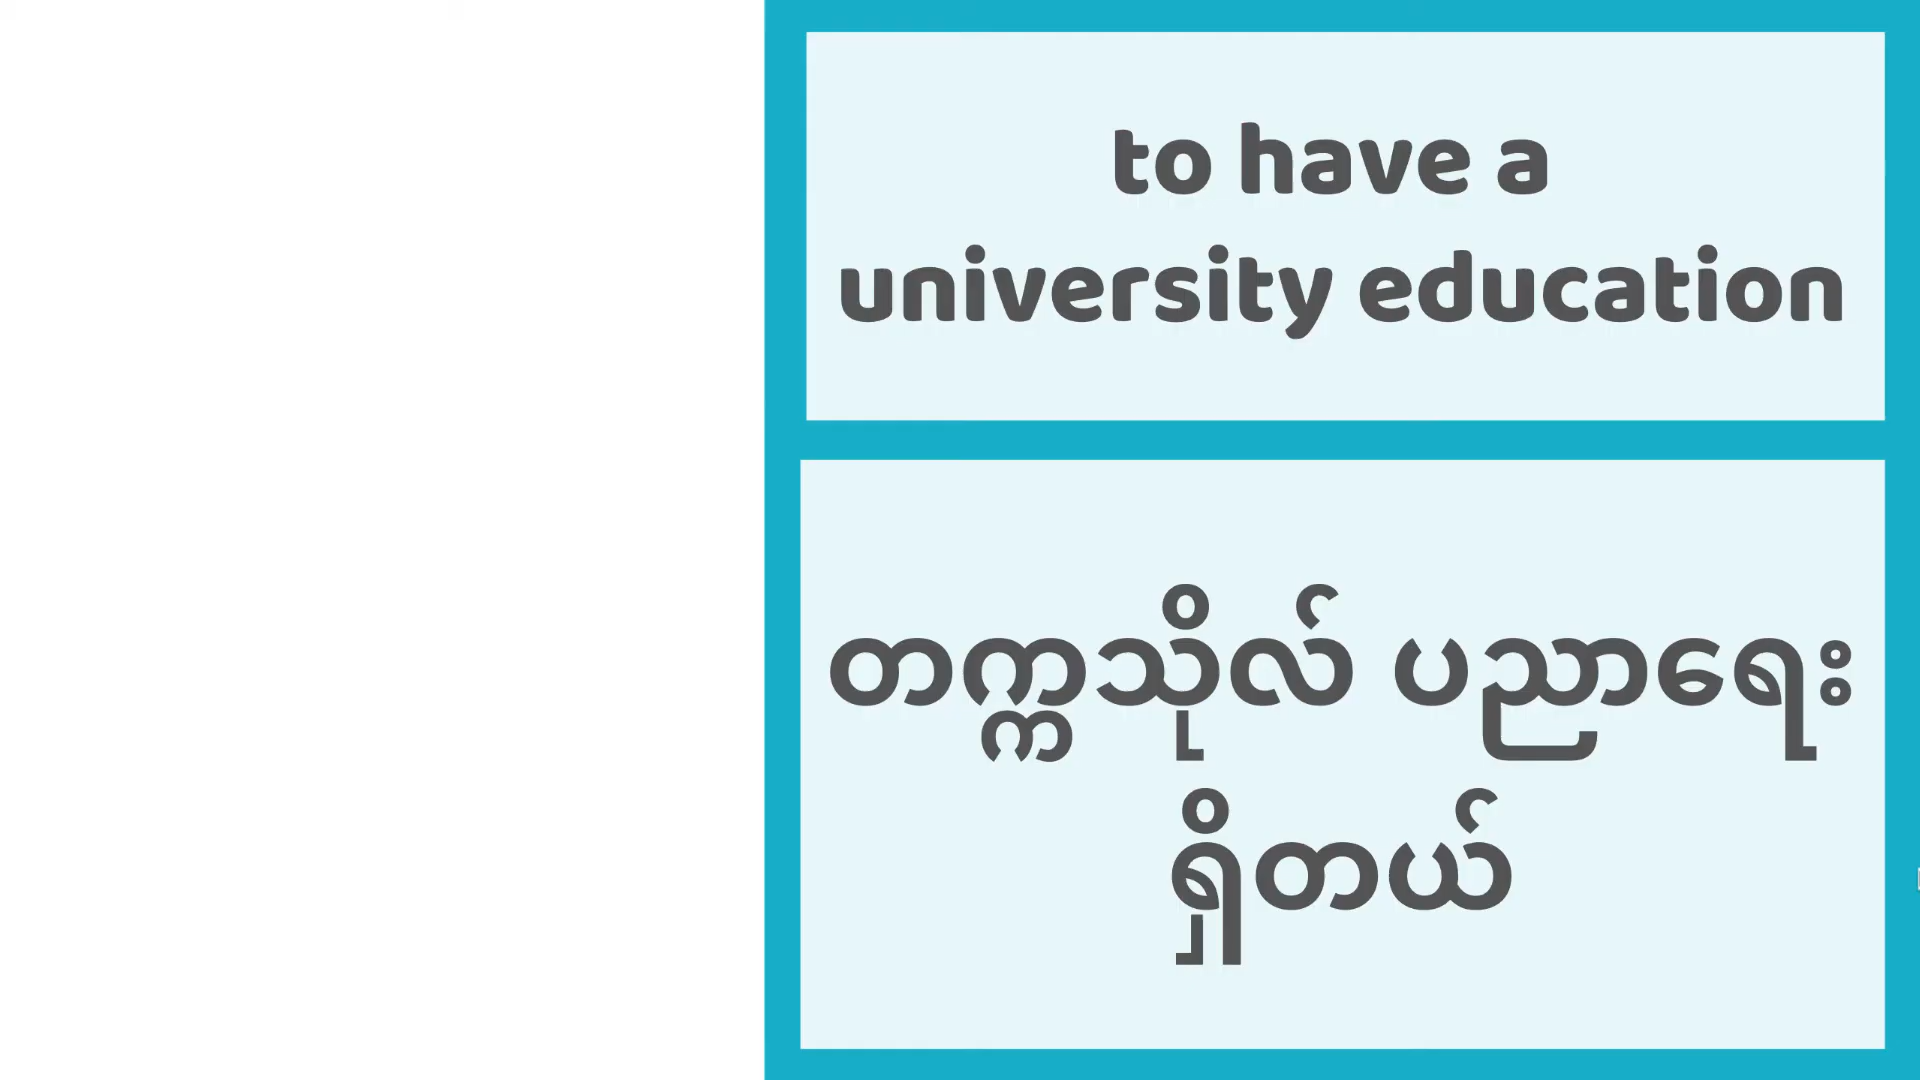 to have a
university education
တက္ကသိုလ် ပညာရေး
ရှိတယ်